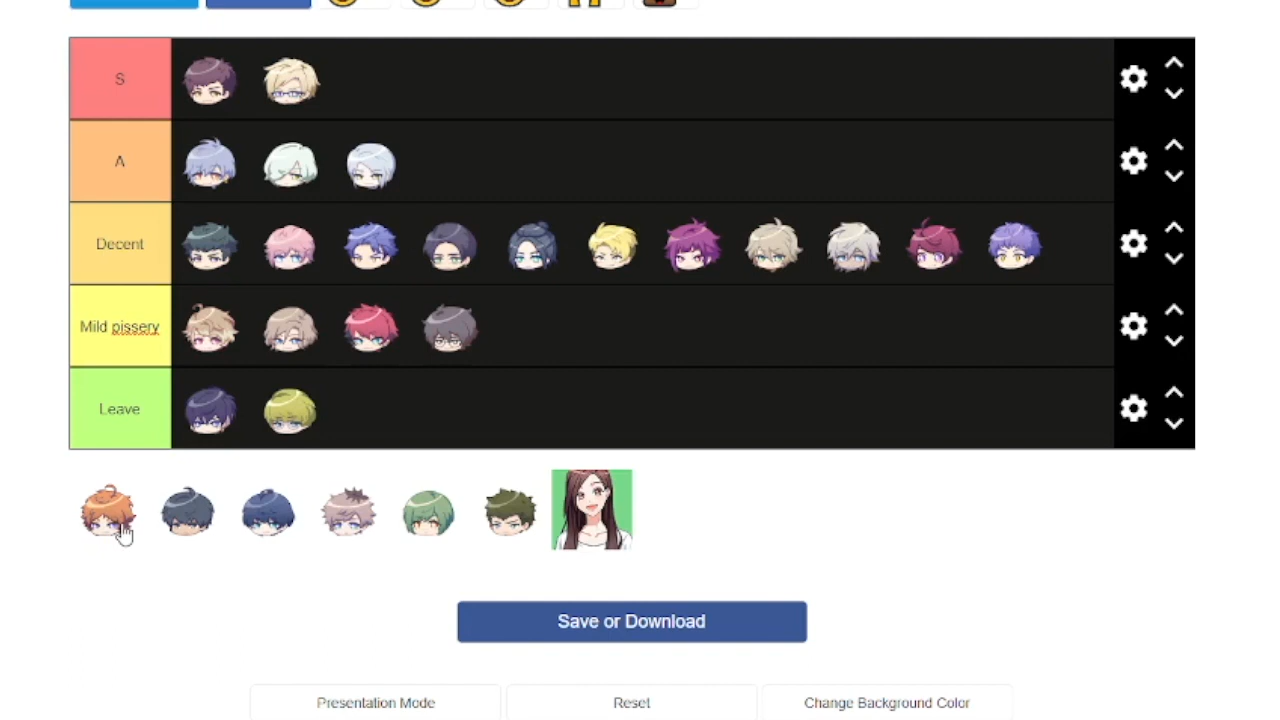 S
A
Decent
Mild pissery
Leave
Save or Download
Presentation Mode
Reset
Change Background Color